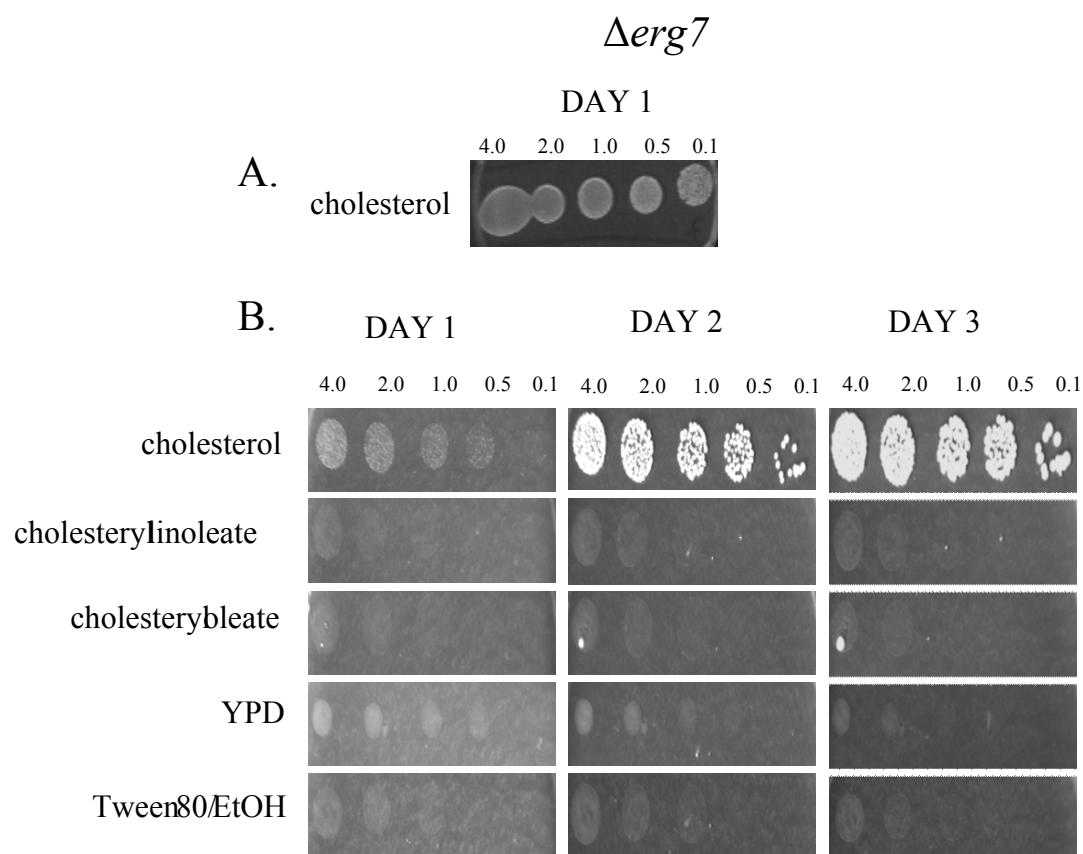 Δerg7
DAY 1
4.0 2.0 1.0 0.5 0.1
A.
cholesterol
B.
DAY 1 DAY 2 DAY 3
4.0 2.0 1.0 0.5 0.1 4.0 2.0 1.0 0.5 0.1 4.0 2.0 1.0 0.5 0.1
cholesterol
cholesterylinoleate
cholesterybleate
YPD
Tween80/EtOH